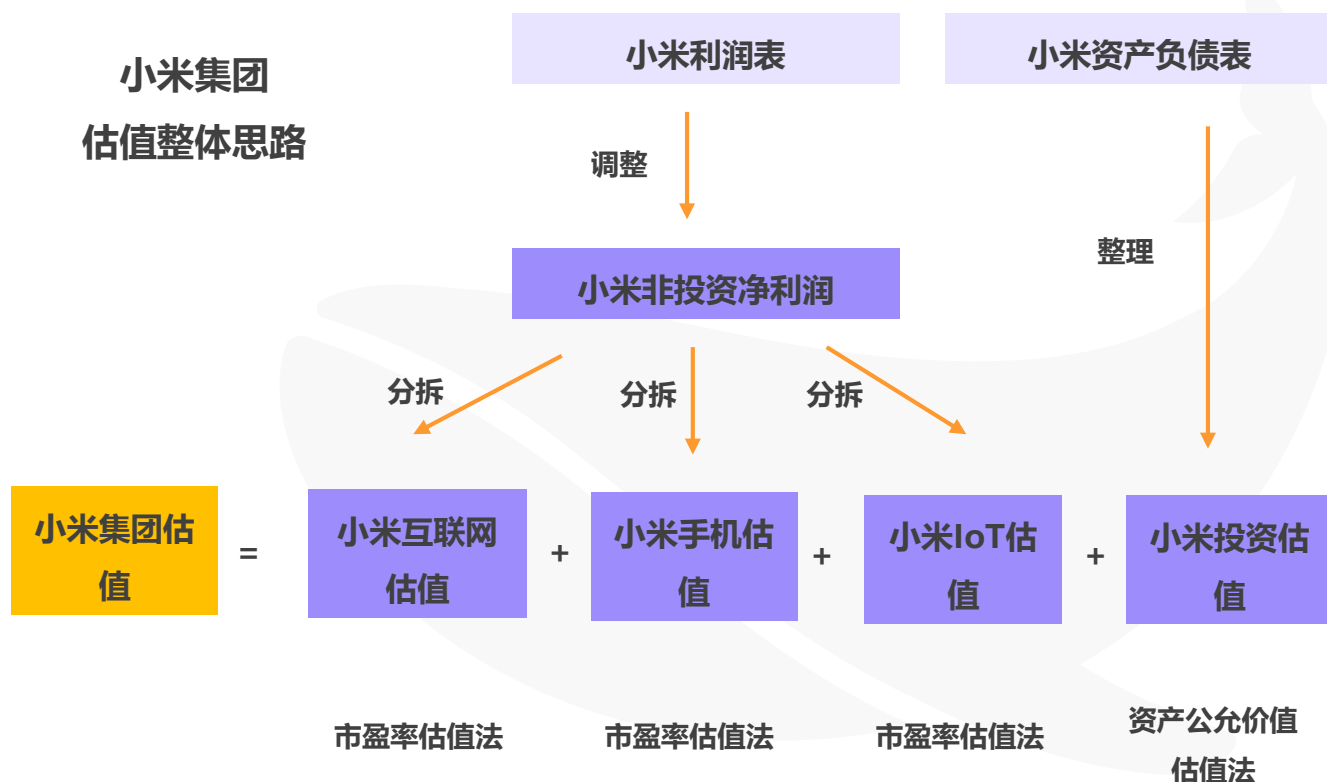 小米集团
估值整体思路
小米利润表
小米资产负债表
调整
整理
小米非投资净利润
分拆
分拆
分拆
小米集团估
值
=
小米互联网
估值
+
小米手机估
值
+
小米IoT估
值
+
小米投资估
值
市盈率估值法
市盈率估值法
市盈率估值法
资产公允价值
估值法